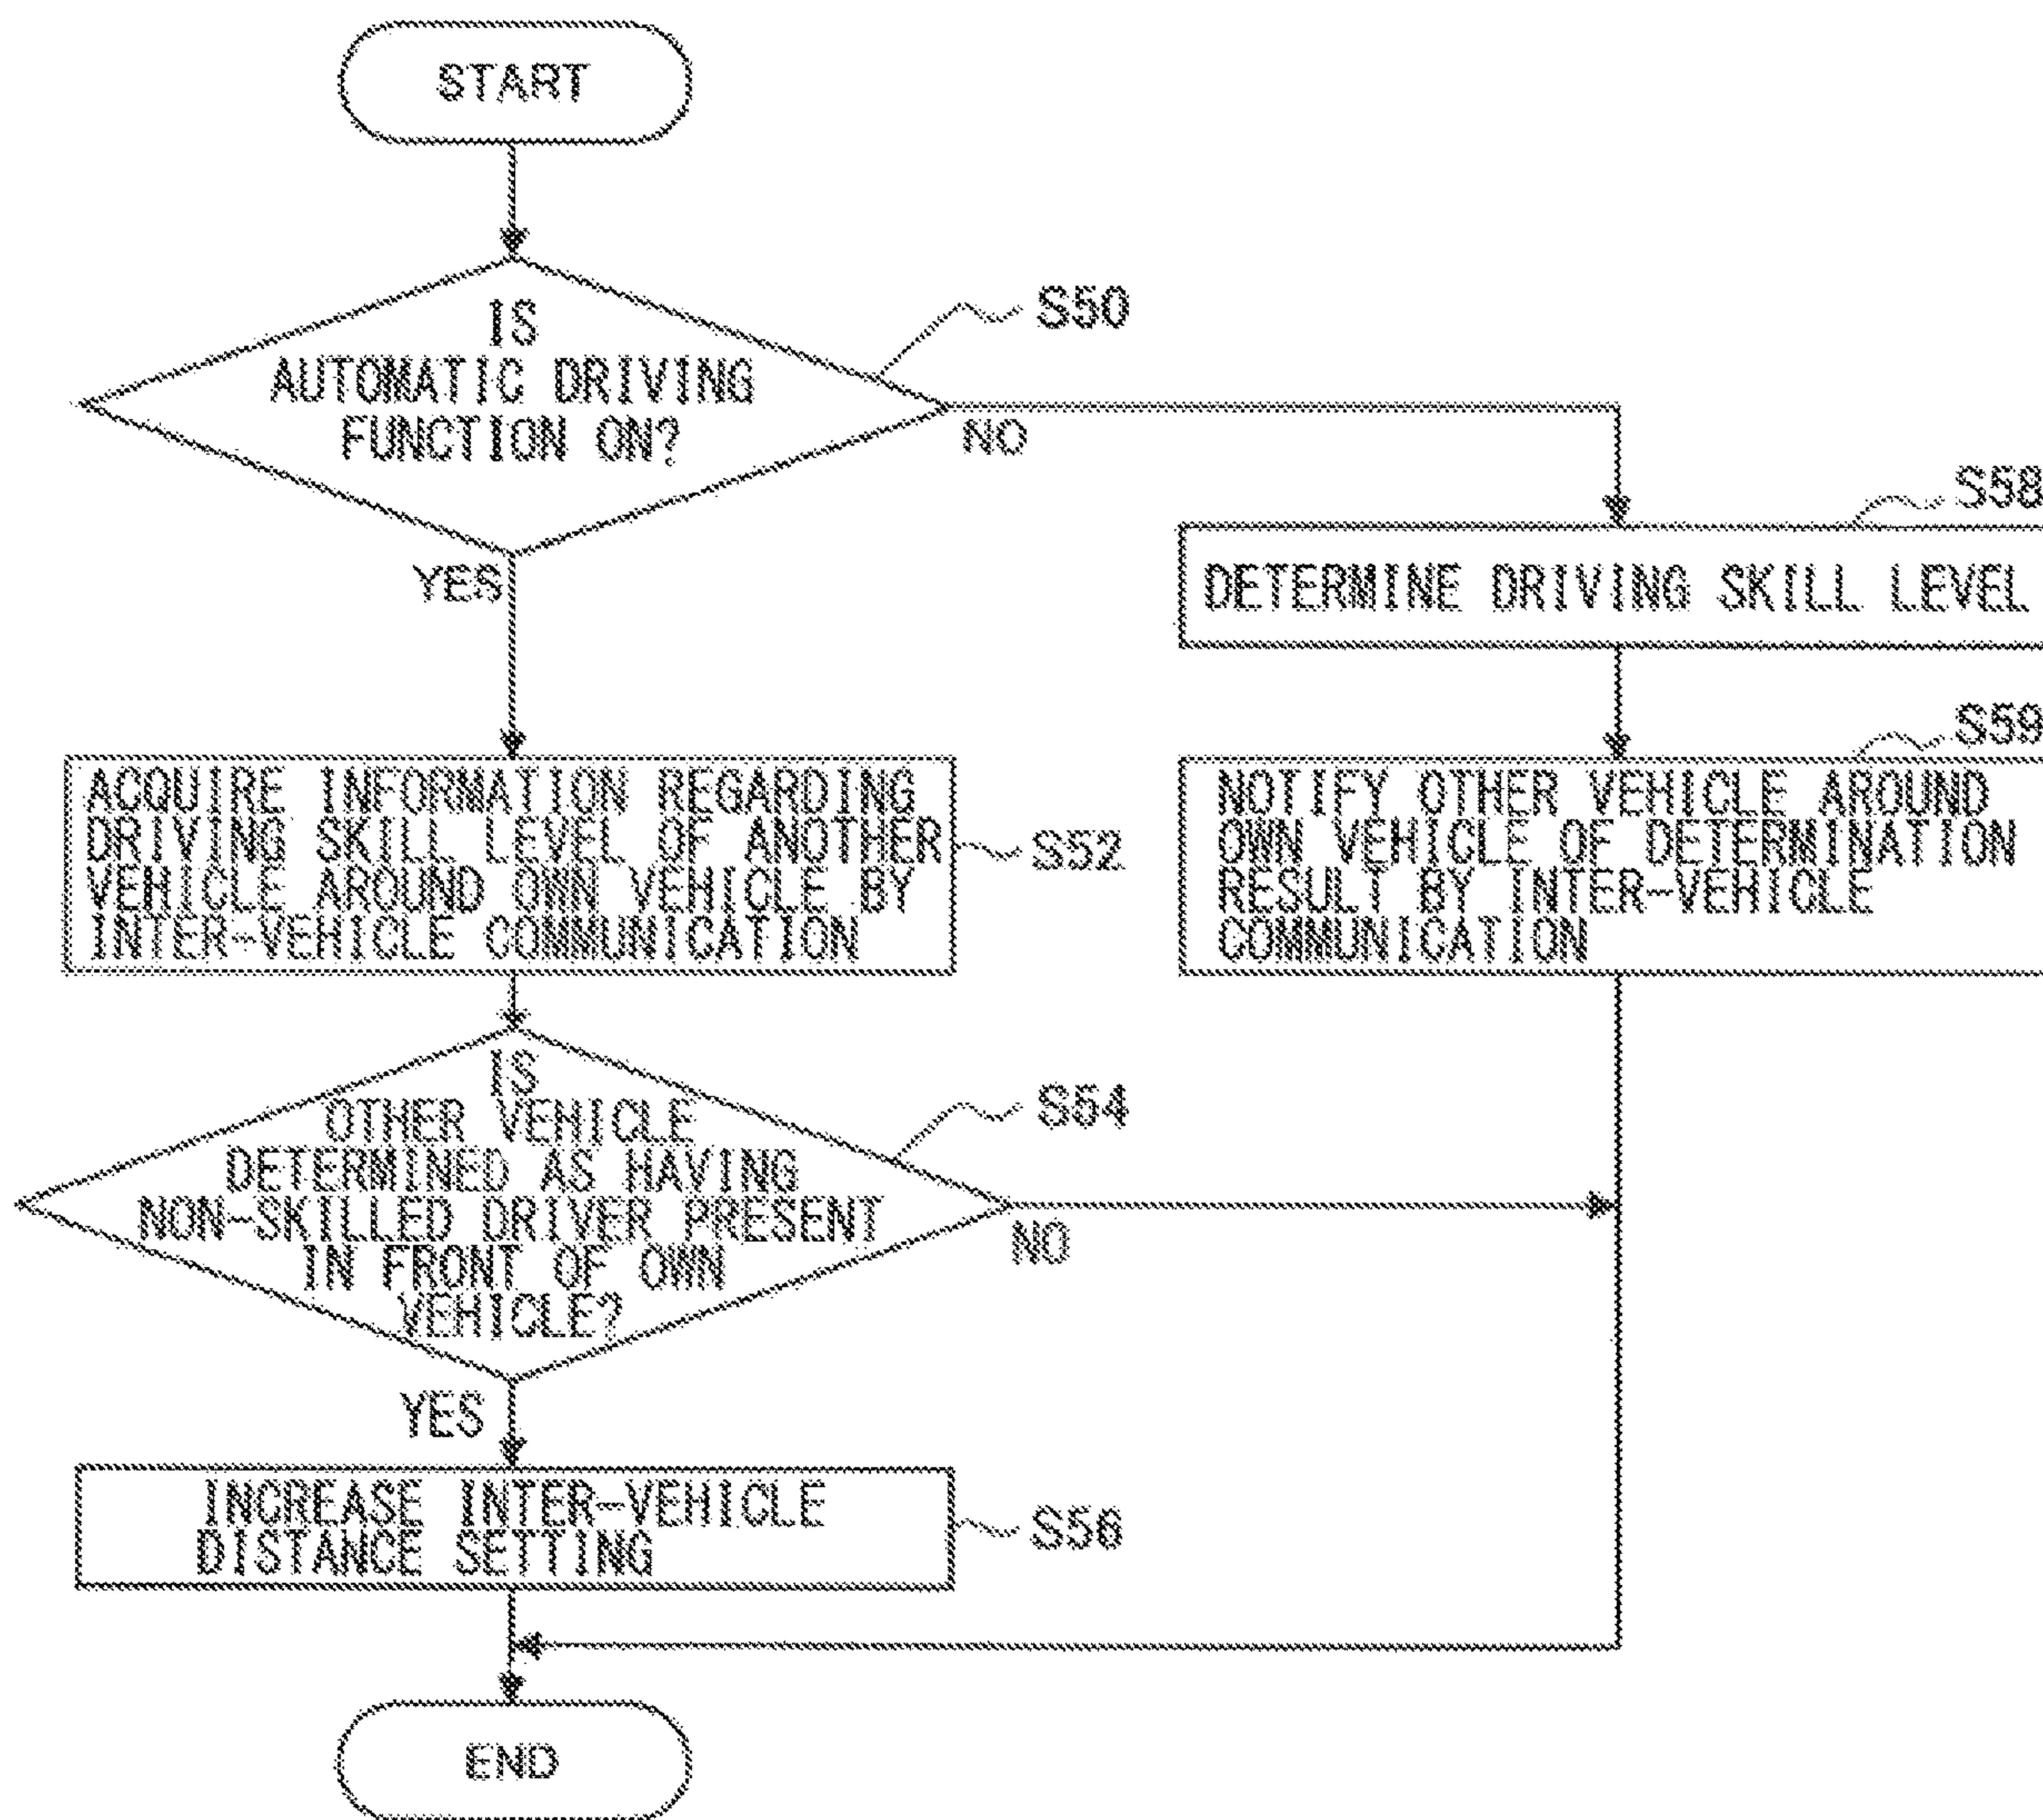 START
IS
AUTOMATIC DRIVING
FUNCTION ON?
S50
NO
YES
S58
DETERMINE DRIVING SKILL LEVEL
S59
NOTIFY OTHER VEHICLE AROUND
OWN VEHICLE OF DETERMINATION
RESULT BY INTER-VEHICLE
COMMUNICATION
ACQUIRE INFORMATION REGARDING
DRIVING SKILL LEVEL OF ANOTHER
VEHICLE AROUND OWN VEHICLE BY
INTER-VEHICLE COMMUNICATION
S52
IS
OTHER VEHICLE
DETERMINED AS HAVING
NON-SKILLED DRIVER PRESENT
IN FRONT OF OWN
VEHICLE?
S54
NO
YES
INCREASE INTER-VEHICLE
DISTANCE SETTING
S56
END